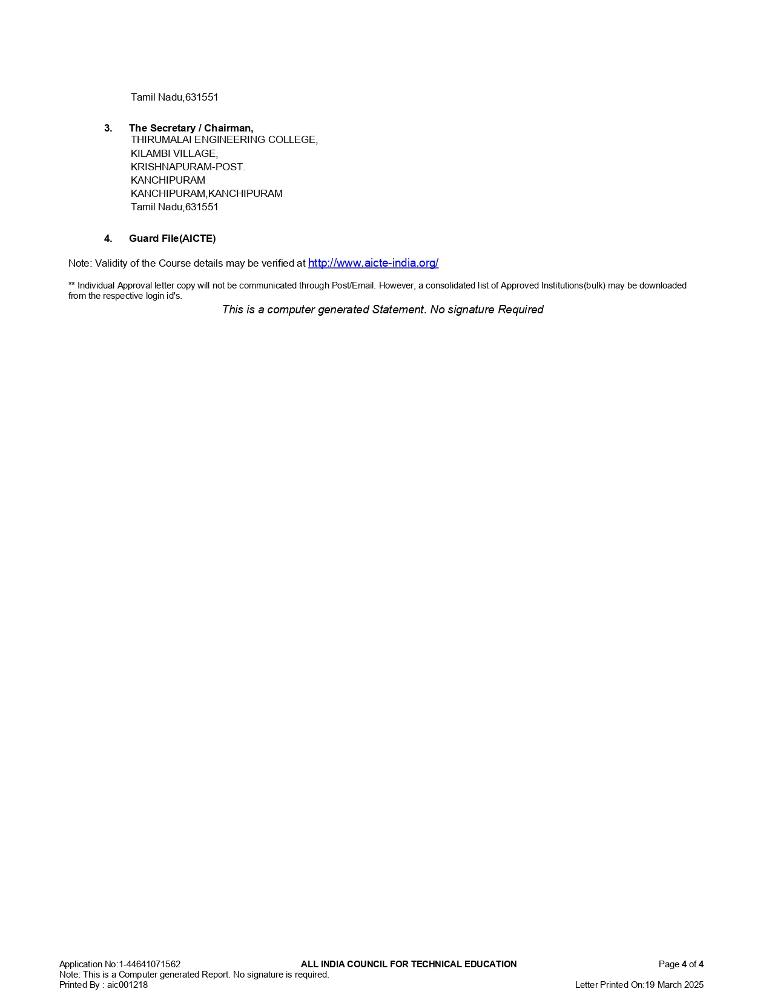 Tamil Nadu,631551
3. The Secretary / Chairman,
THIRUMALAI ENGINEERING COLLEGE,
KILAMBI VILLAGE,
KRISHNAPURAM-POST.
KANCHIPURAM
KANCHIPURAM,KANCHIPURAM
Tamil Nadu,631551
4. Guard File(AICTE)
Note: Validity of the Course details may be verified at http://www.aicte-india.org/
** Individual Approval letter copy will not be communicated through Post/Email. However, a consolidated list of Approved Institutions(bulk) may be downloaded
from the respective login id's.
This is a computer generated Statement. No signature Required
Application No:1-44641071562 ALL INDIA COUNCIL FOR TECHNICAL EDUCATION Page 4 of 4
Note: This is a Computer generated Report. No signature is required.
Printed By : aic001218 Letter Printed On:19 March 2025